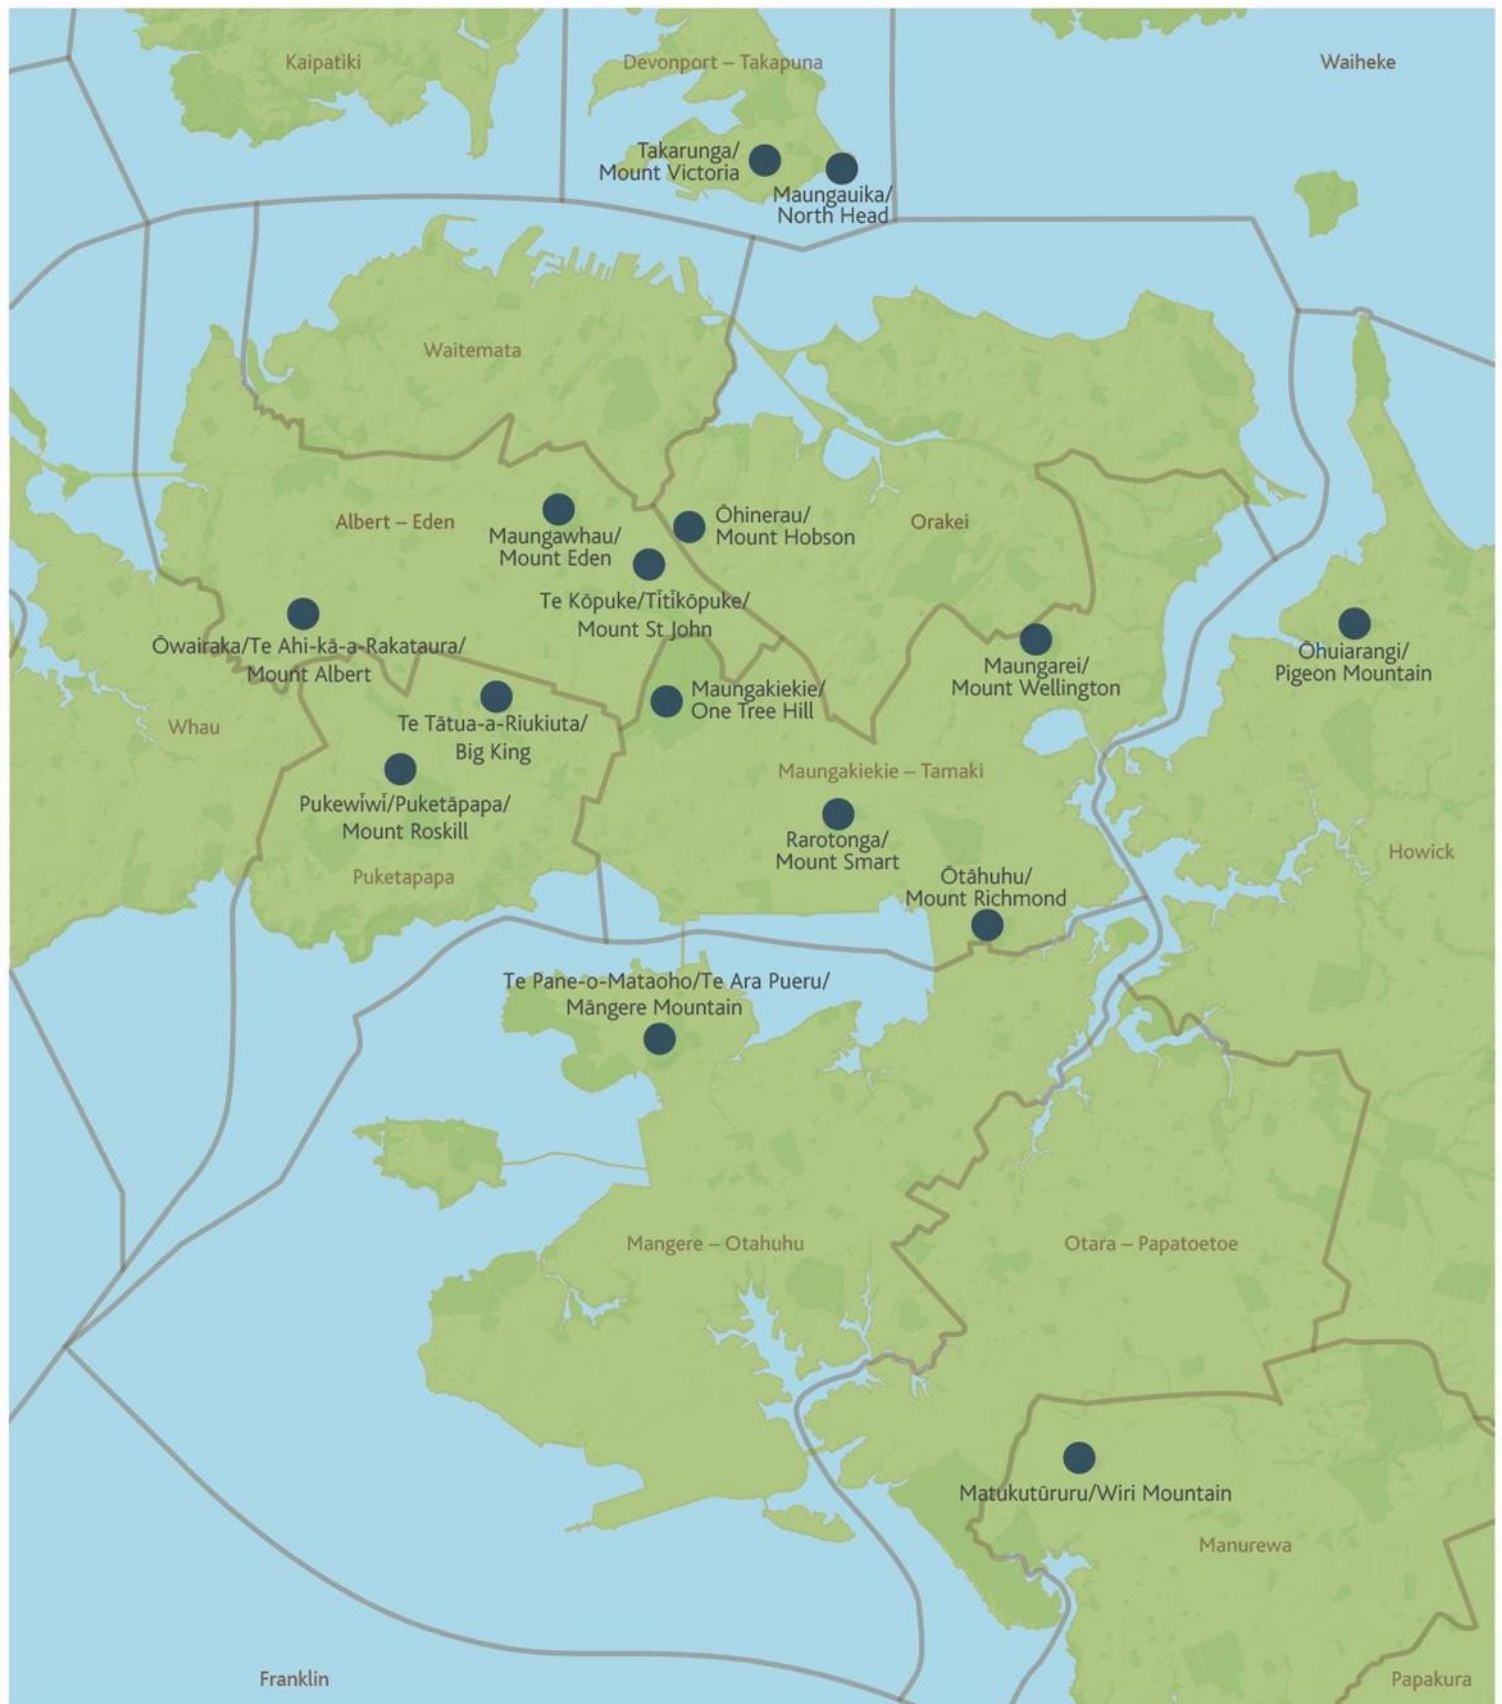 Kaipatiki
Devonport – Takapuna
Waiheke
Takarunga/
Mount Victoria
Maungauika/
North Head
Waitemata
Albert – Eden
Maungawhau/
Mount Eden
Ōhinerau/
Mount Hobson
Orakei
Te Kōpuke/Tītīkōpuke/
Mount St John
Ōwairaka/Te Ahi-kā-a-Rakataura/
Mount Albert
Maungarei/
Mount Wellington
Ōhuiarangi/
Pigeon Mountain
Whau
Te Tātua-a-Riukiuta/
Big King
Maungakiekie/
One Tree Hill
Maungakiekie – Tamaki
Pukewīwī/Puketāpapa/
Mount Roskill
Rarotonga/
Mount Smart
Howick
Puketapapa
Ōtāhuhu/
Mount Richmond
Te Pane-o-Mataoho/Te Ara Pueru/
Māngere Mountain
Mangere – Otahuhu
Otara – Papatoetoe
Matukutūruru/Wiri Mountain
Manurewa
Franklin
Papakura